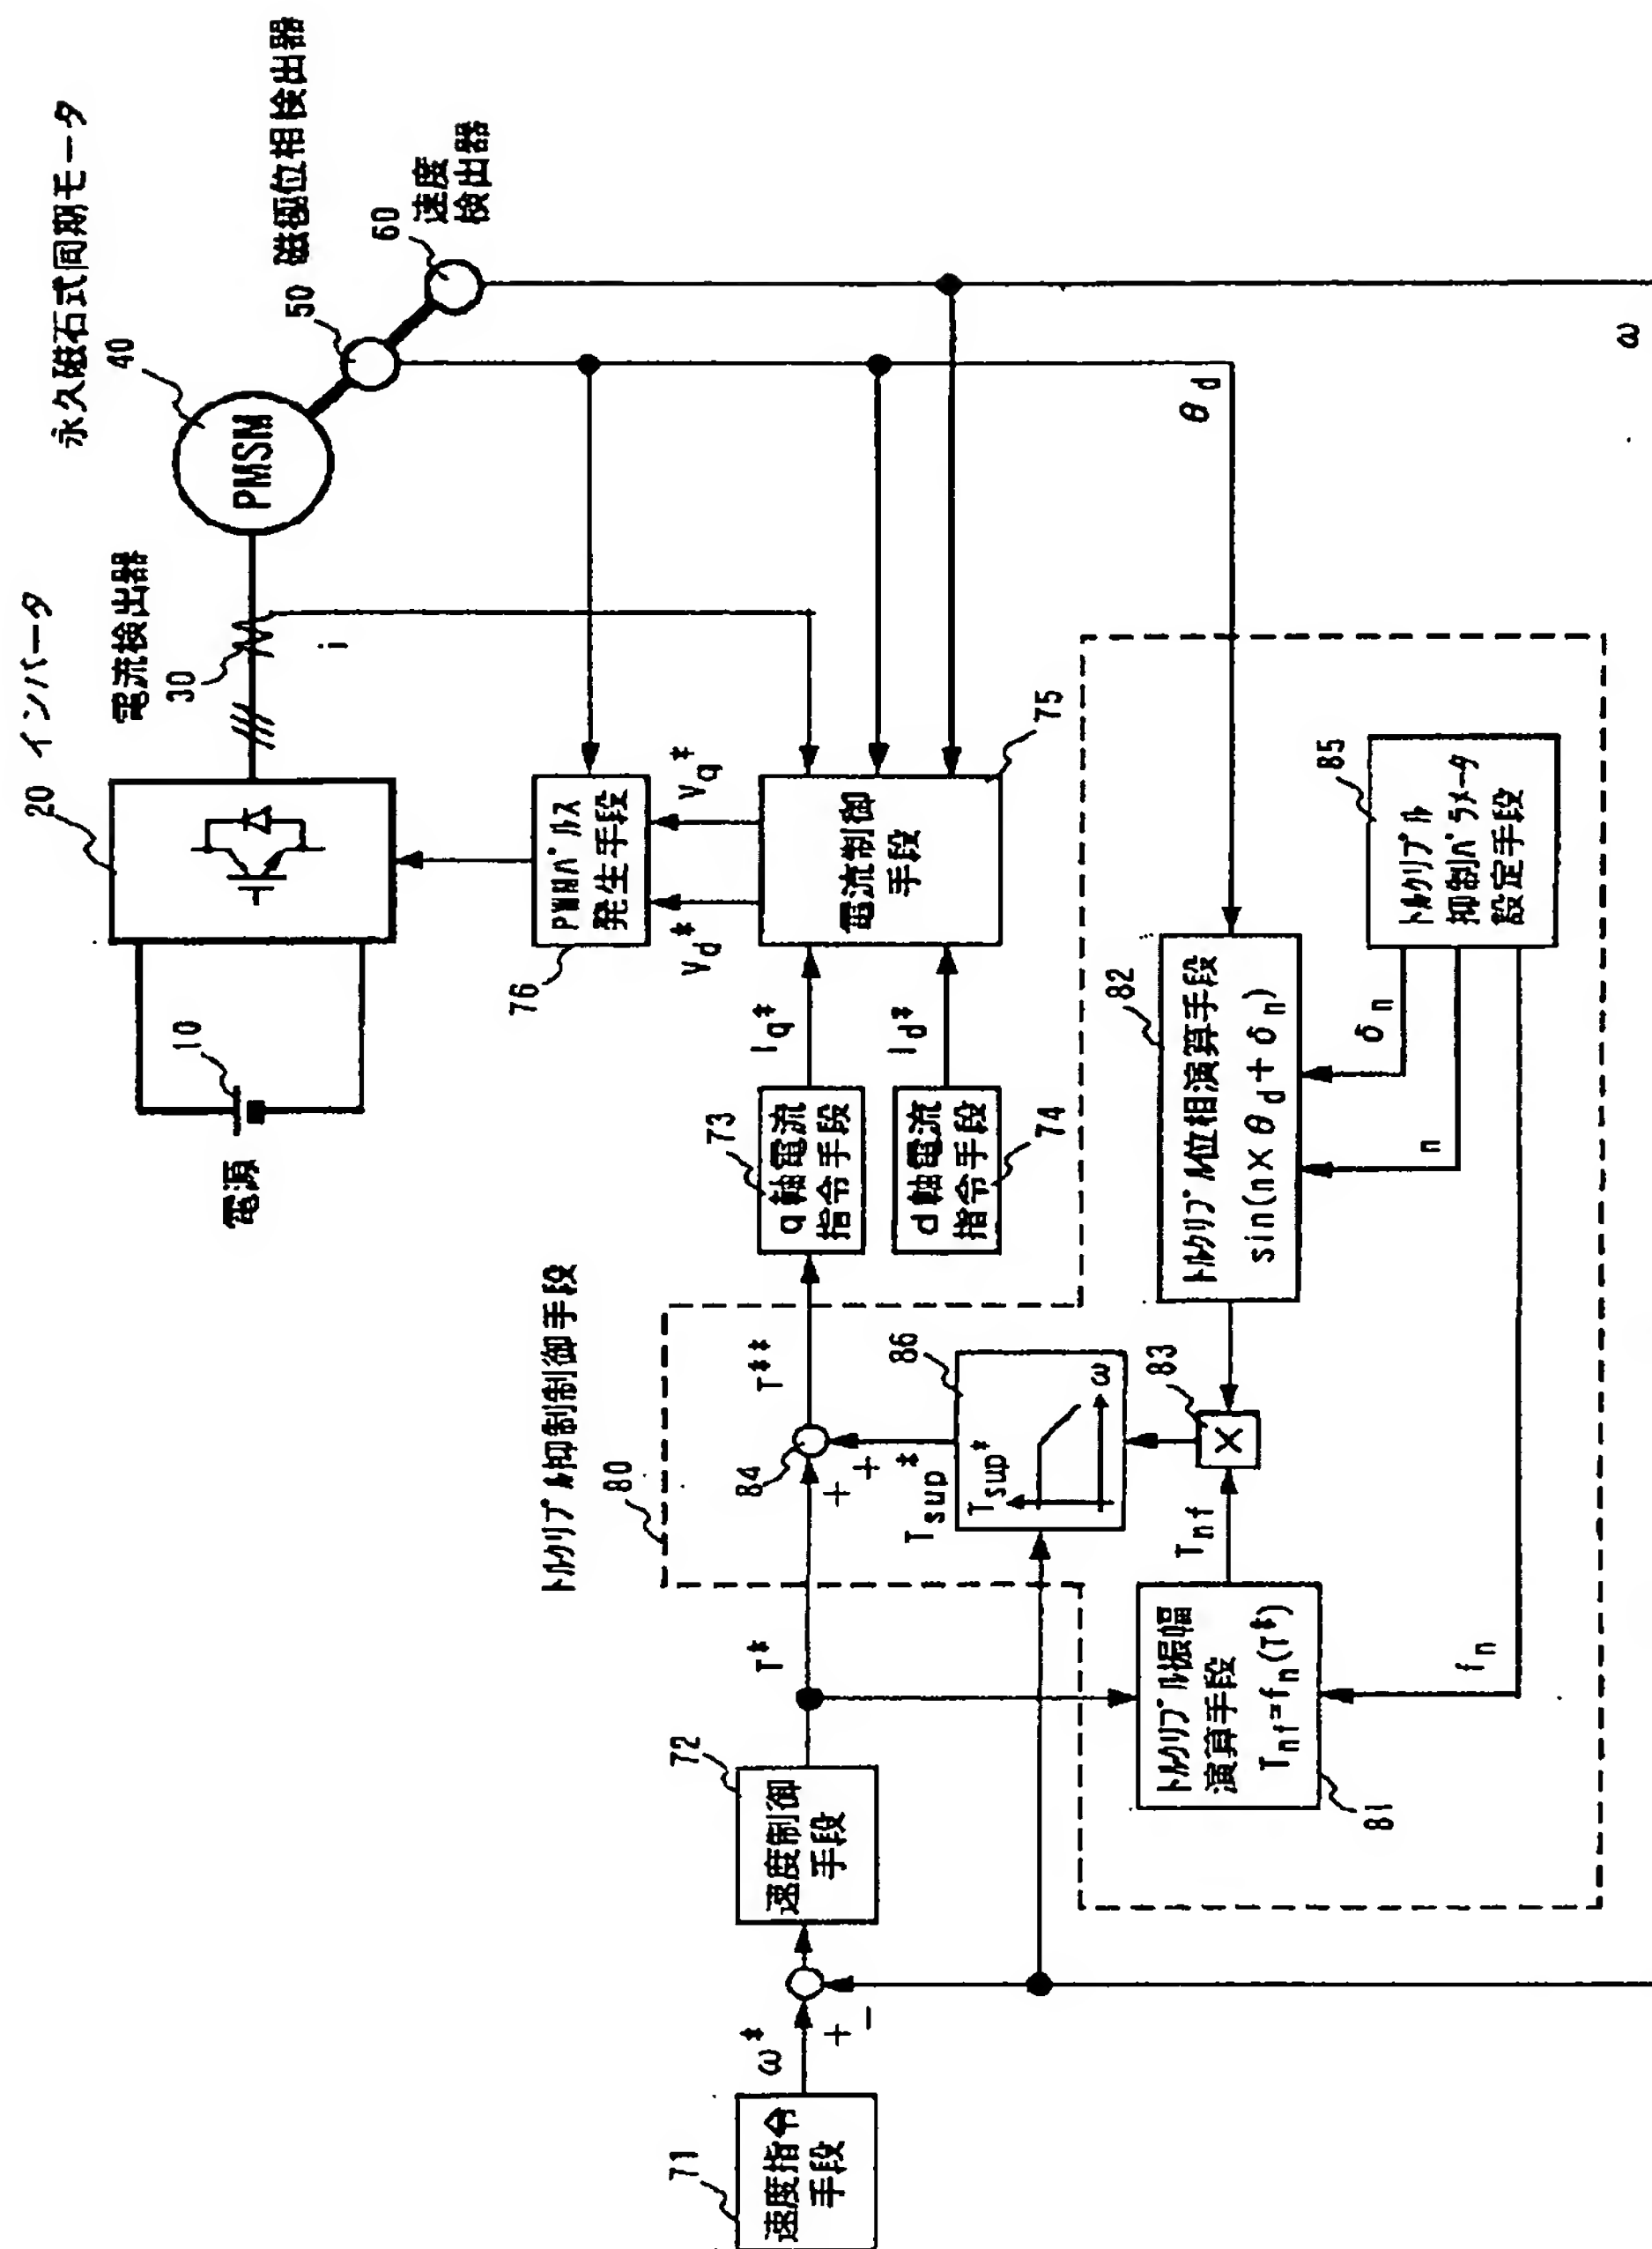 20 インバータ
電流検出器
30
i
永久磁石式同期モータ
40
PMSM
50 磁極位相検出器
60 速度
検出器
10
電源
76
PWMパルス
発生手段
Vd*
Vq*
電流制御
手段
75
Iq*
Id*
73
q軸電流
指令手段
d軸電流
指令手段
74
トルクリプル抑制制御手段
80
T**
84
+
+
Tsup*
86
Tsup*
ω
T*
72
速度制御
手段
71
速度指令
手段
ω*
+
-
トルクリプル振幅
演算手段
Tnf=fn(T*)
81
Tnf
83
×
82
トルクリプル位相演算手段
sin(n×θd+δn)
θd
δn
n
fn
85
トルクリプル
抑制パラメータ
設定手段
ω